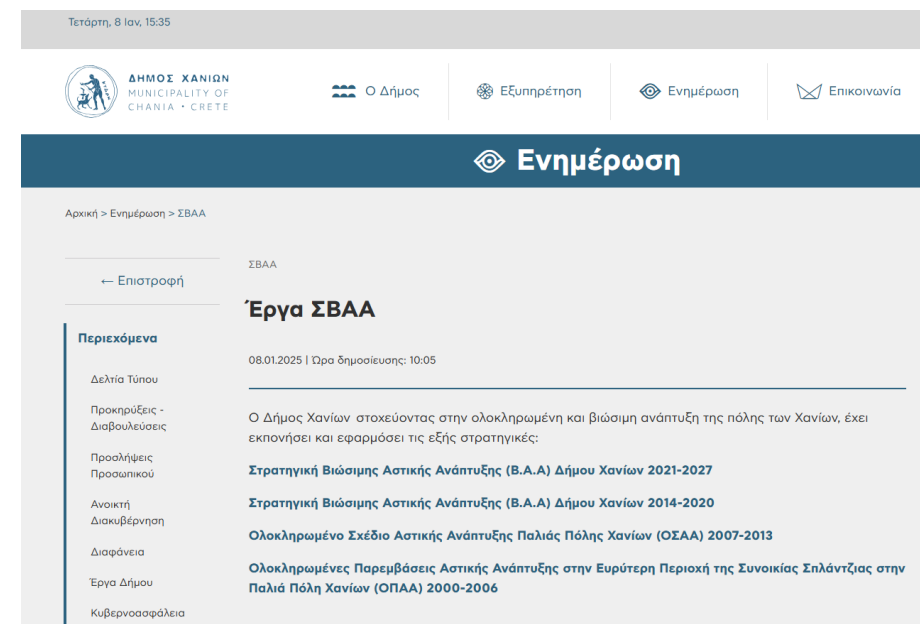 Τετάρτη, 8 Ιαν, 15:35
ΔΗΜΟΣ ΧΑΝΙΩΝ
MUNICIPALITY OF
CHANIA • CRETE
Ο Δήμος
Εξυπηρέτηση
Ενημέρωση
Επικοινωνία
Ενημέρωση
Αρχική > Ενημέρωση > ΣΒΑΑ
← Επιστροφή
Περιεχόμενα
Δελτία Τύπου
Προκηρύξεις -
Διαβουλεύσεις
Προσλήψεις
Προσωπικού
Ανοικτή
Διακυβέρνηση
Διαφάνεια
Έργα Δήμου
Κυβερνοασφάλεια
ΣΒΑΑ
Έργα ΣΒΑΑ
08.01.2025 | Ώρα δημοσίευσης: 10:05
Ο Δήμος Χανίων στοχεύοντας στην ολοκληρωμένη και βιώσιμη ανάπτυξη της πόλης των Χανίων, έχει
εκπονήσει και εφαρμόσει τις εξής στρατηγικές:
Στρατηγική Βιώσιμης Αστικής Ανάπτυξης (Β.Α.Α) Δήμου Χανίων 2021-2027
Στρατηγική Βιώσιμης Αστικής Ανάπτυξης (Β.Α.Α) Δήμου Χανίων 2014-2020
Ολοκληρωμένο Σχέδιο Αστικής Ανάπτυξης Παλιάς Πόλης Χανίων (ΟΣΑΑ) 2007-2013
Ολοκληρωμένες Παρεμβάσεις Αστικής Ανάπτυξης στην Ευρύτερη Περιοχή της Συνοικίας Σπλάντζιας στην
Παλιά Πόλη Χανίων (ΟΠΑΑ) 2000-2006